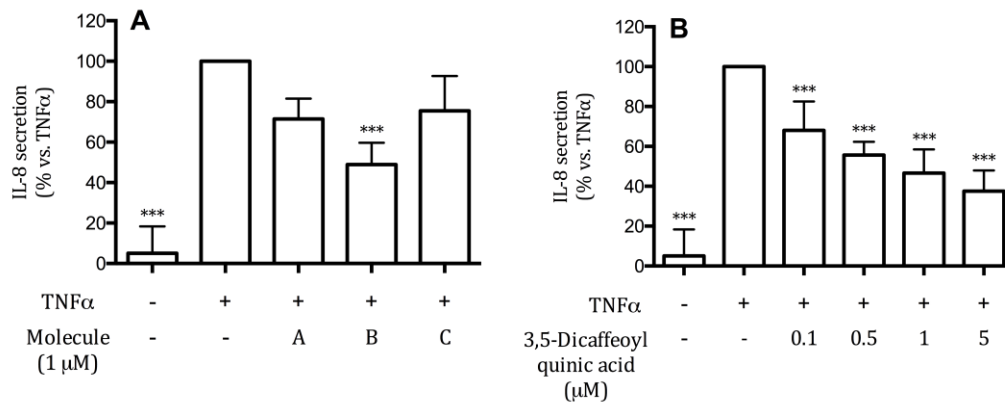 A
120
100
80
60
40
20
0
IL-8 secretion
(% vs. TNFα)
***
***
TNFα - + + + +
Molecule - - A B C
(1 μM)
B
120
100
80
60
40
20
0
IL-8 secretion
(% vs. TNFα)
***
***
***
***
***
TNFα - + + + + +
3,5-Dicaffeoyl - - 0.1 0.5 1 5
quinic acid
(μM)